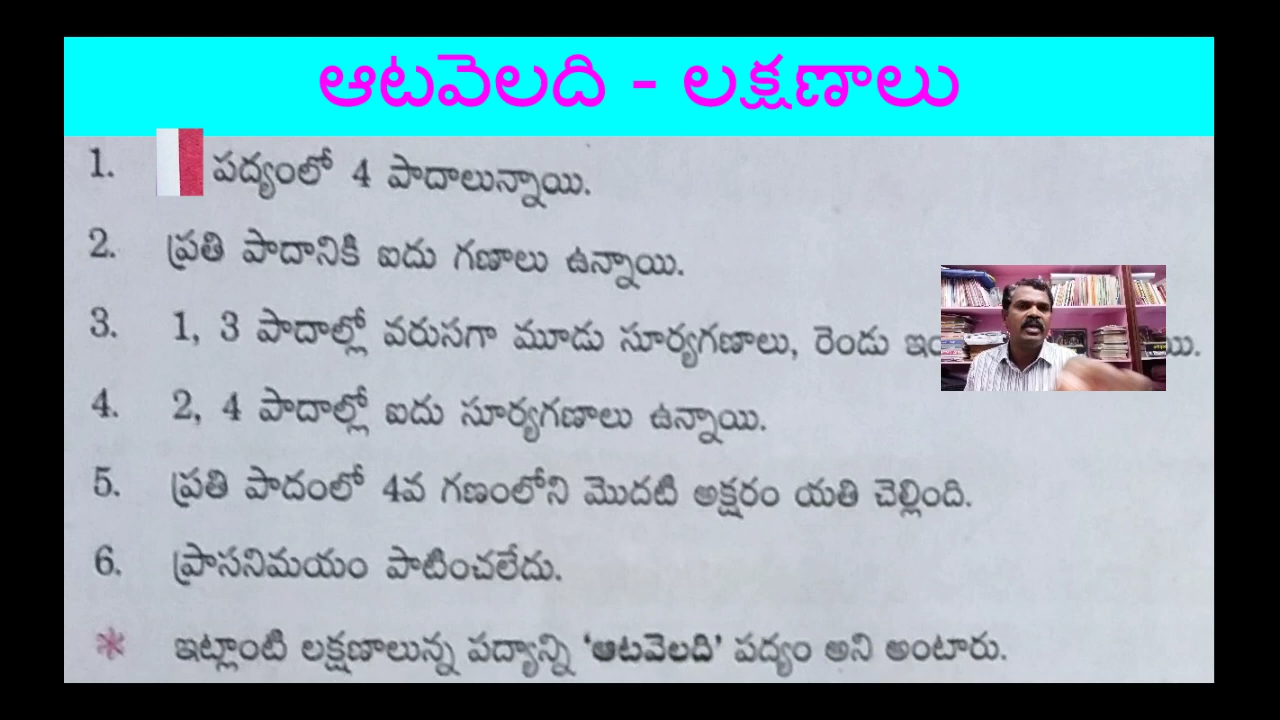 ఆటవెలది - లక్షణాలు
1. పద్యంలో 4 పాదాలున్నాయి.
2. ప్రతి పాదానికి ఐదు గణాలు ఉన్నాయి.
3. 1, 3 పాదాల్లో వరుసగా మూడు సూర్యగణాలు, రెండు
4. 2, 4 పాదాల్లో ఐదు సూర్యగణాలు ఉన్నాయి.
5. ప్రతి పాదంలో 4వ గణంలోని మొదటి అక్షరం యతి చెల్లింది.
6. ప్రాసనిమయం పాటించలేదు.
* ఇట్లాంటి లక్షణాలున్న పద్యాన్ని ‘ఆటవెలది’ పద్యం అని అంటారు.